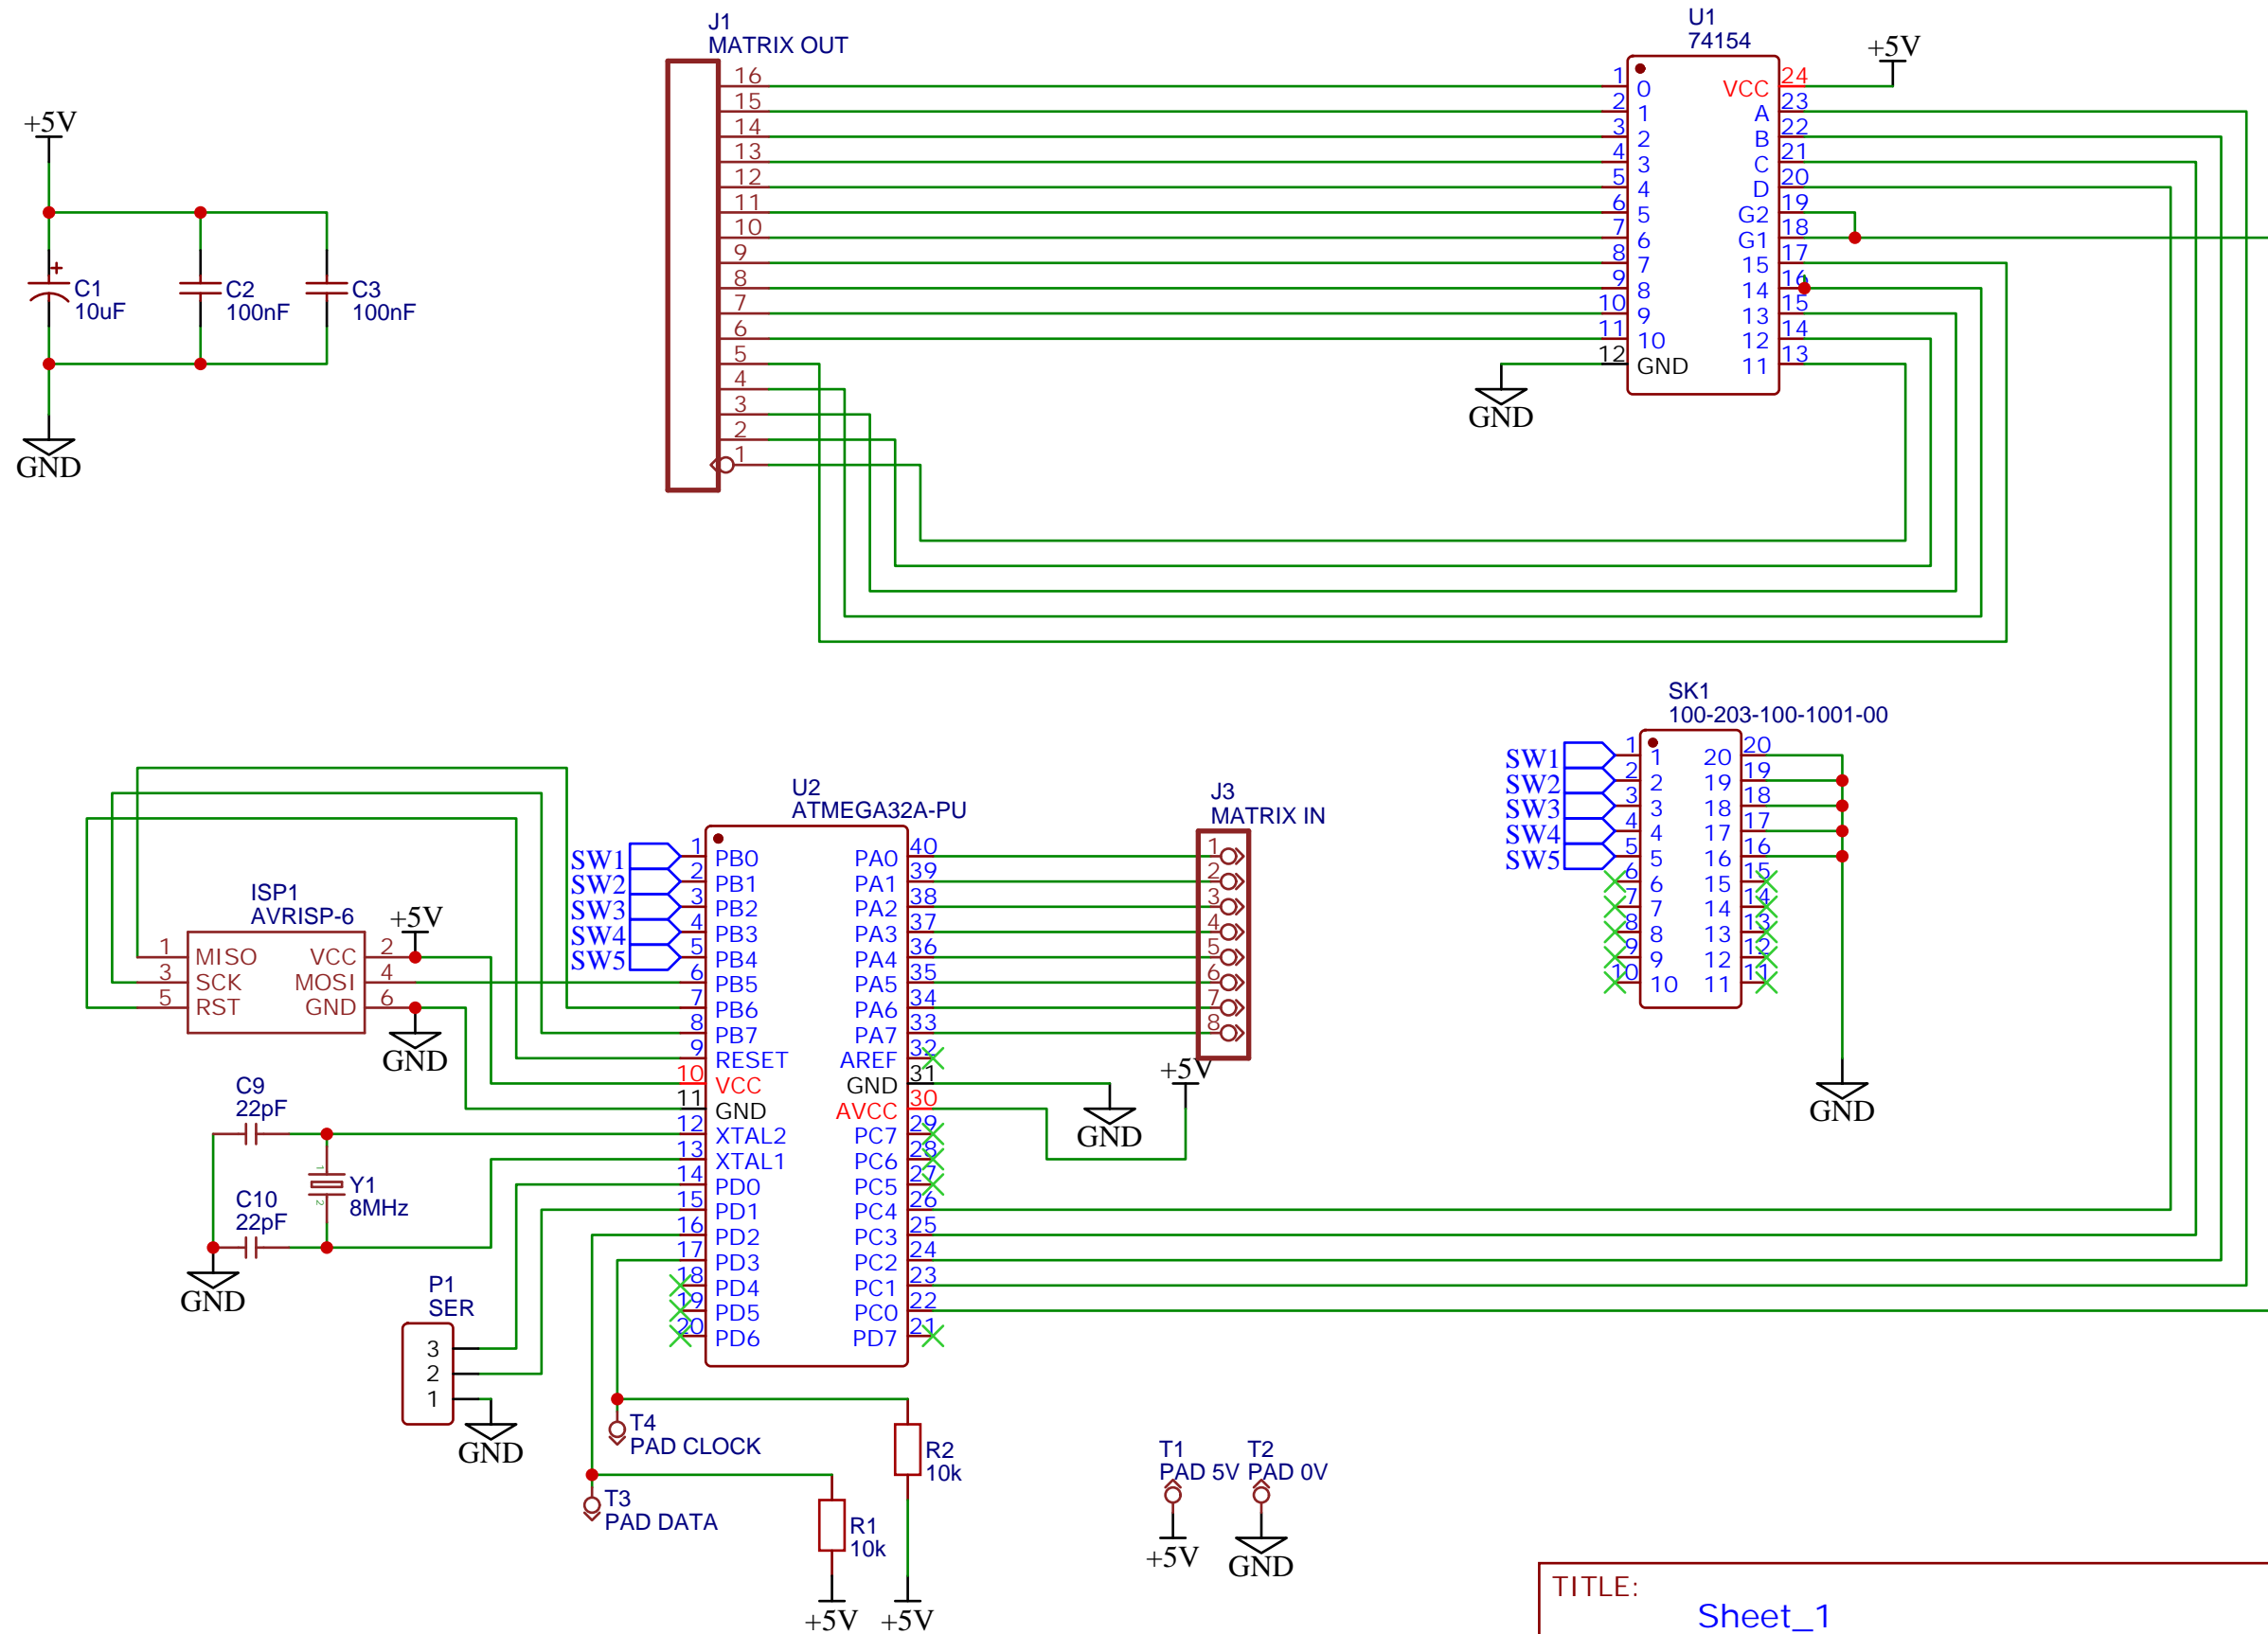 J1
MATRIX OUT
16
15
14
13
12
11
10
9
8
7
6
5
4
3
2
1
U1
74154
+5V
1 0 VCC 24
2 1 A 23
3 2 B 22
4 3 C 21
5 4 D 20
6 5 G2 19
7 6 G1 18
8 7 15 17
9 8 14 16
10 9 13 15
11 10 12 14
12 GND 11 13
GND
+5V
+
C1
10uF
C2
100nF
C3
100nF
GND
SK1
100-203-100-1001-00
SW1 1 1 20 20
SW2 2 2 19 19
SW3 3 3 18 18
SW4 4 4 17 17
SW5 5 5 16 16
6 6 15 15
7 7 14 14
8 8 13 13
9 9 12 12
10 10 11 11
GND
U2
ATMEGA32A-PU
SW1 1 PB0 PA0 40
SW2 2 PB1 PA1 39
SW3 3 PB2 PA2 38
SW4 4 PB3 PA3 37
SW5 5 PB4 PA4 36
6 PB5 PA5 35
7 PB6 PA6 34
8 PB7 PA7 33
9 RESET AREF 32
10 VCC GND 31
11 GND AVCC 30
12 XTAL2 PC7 29
13 XTAL1 PC6 28
14 PD0 PC5 27
15 PD1 PC4 26
16 PD2 PC3 25
17 PD3 PC2 24
18 PD4 PC1 23
19 PD5 PC0 22
20 PD6 PD7 21
J3
MATRIX IN
1
2
3
4
5
6
7
8
+5V
GND
ISP1
AVRISP-6
+5V
1 MISO VCC 2
3 SCK MOSI 4
5 RST GND 6
GND
C9
22pF
C10
22pF
1
2
Y1
8MHz
GND
P1
SER
3
2
1
GND
T4
PAD CLOCK
R2
10k
T3
PAD DATA
R1
10k
+5V
+5V
T1
PAD 5V
T2
PAD 0V
+5V
GND
TITLE:
Sheet_1